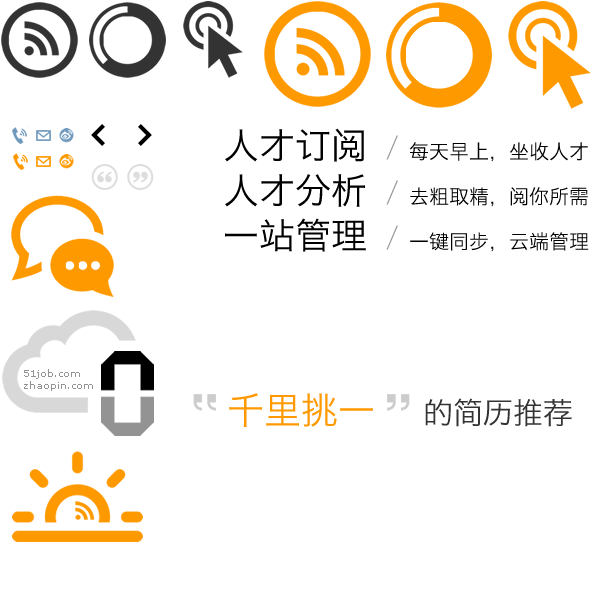 人才订阅 / 每天早上，坐收人才
人才分析 / 去粗取精，阅你所需
一站管理 / 一键同步，云端管理
51job.com
zhaopin.com
0
“千里挑一”的简历推荐